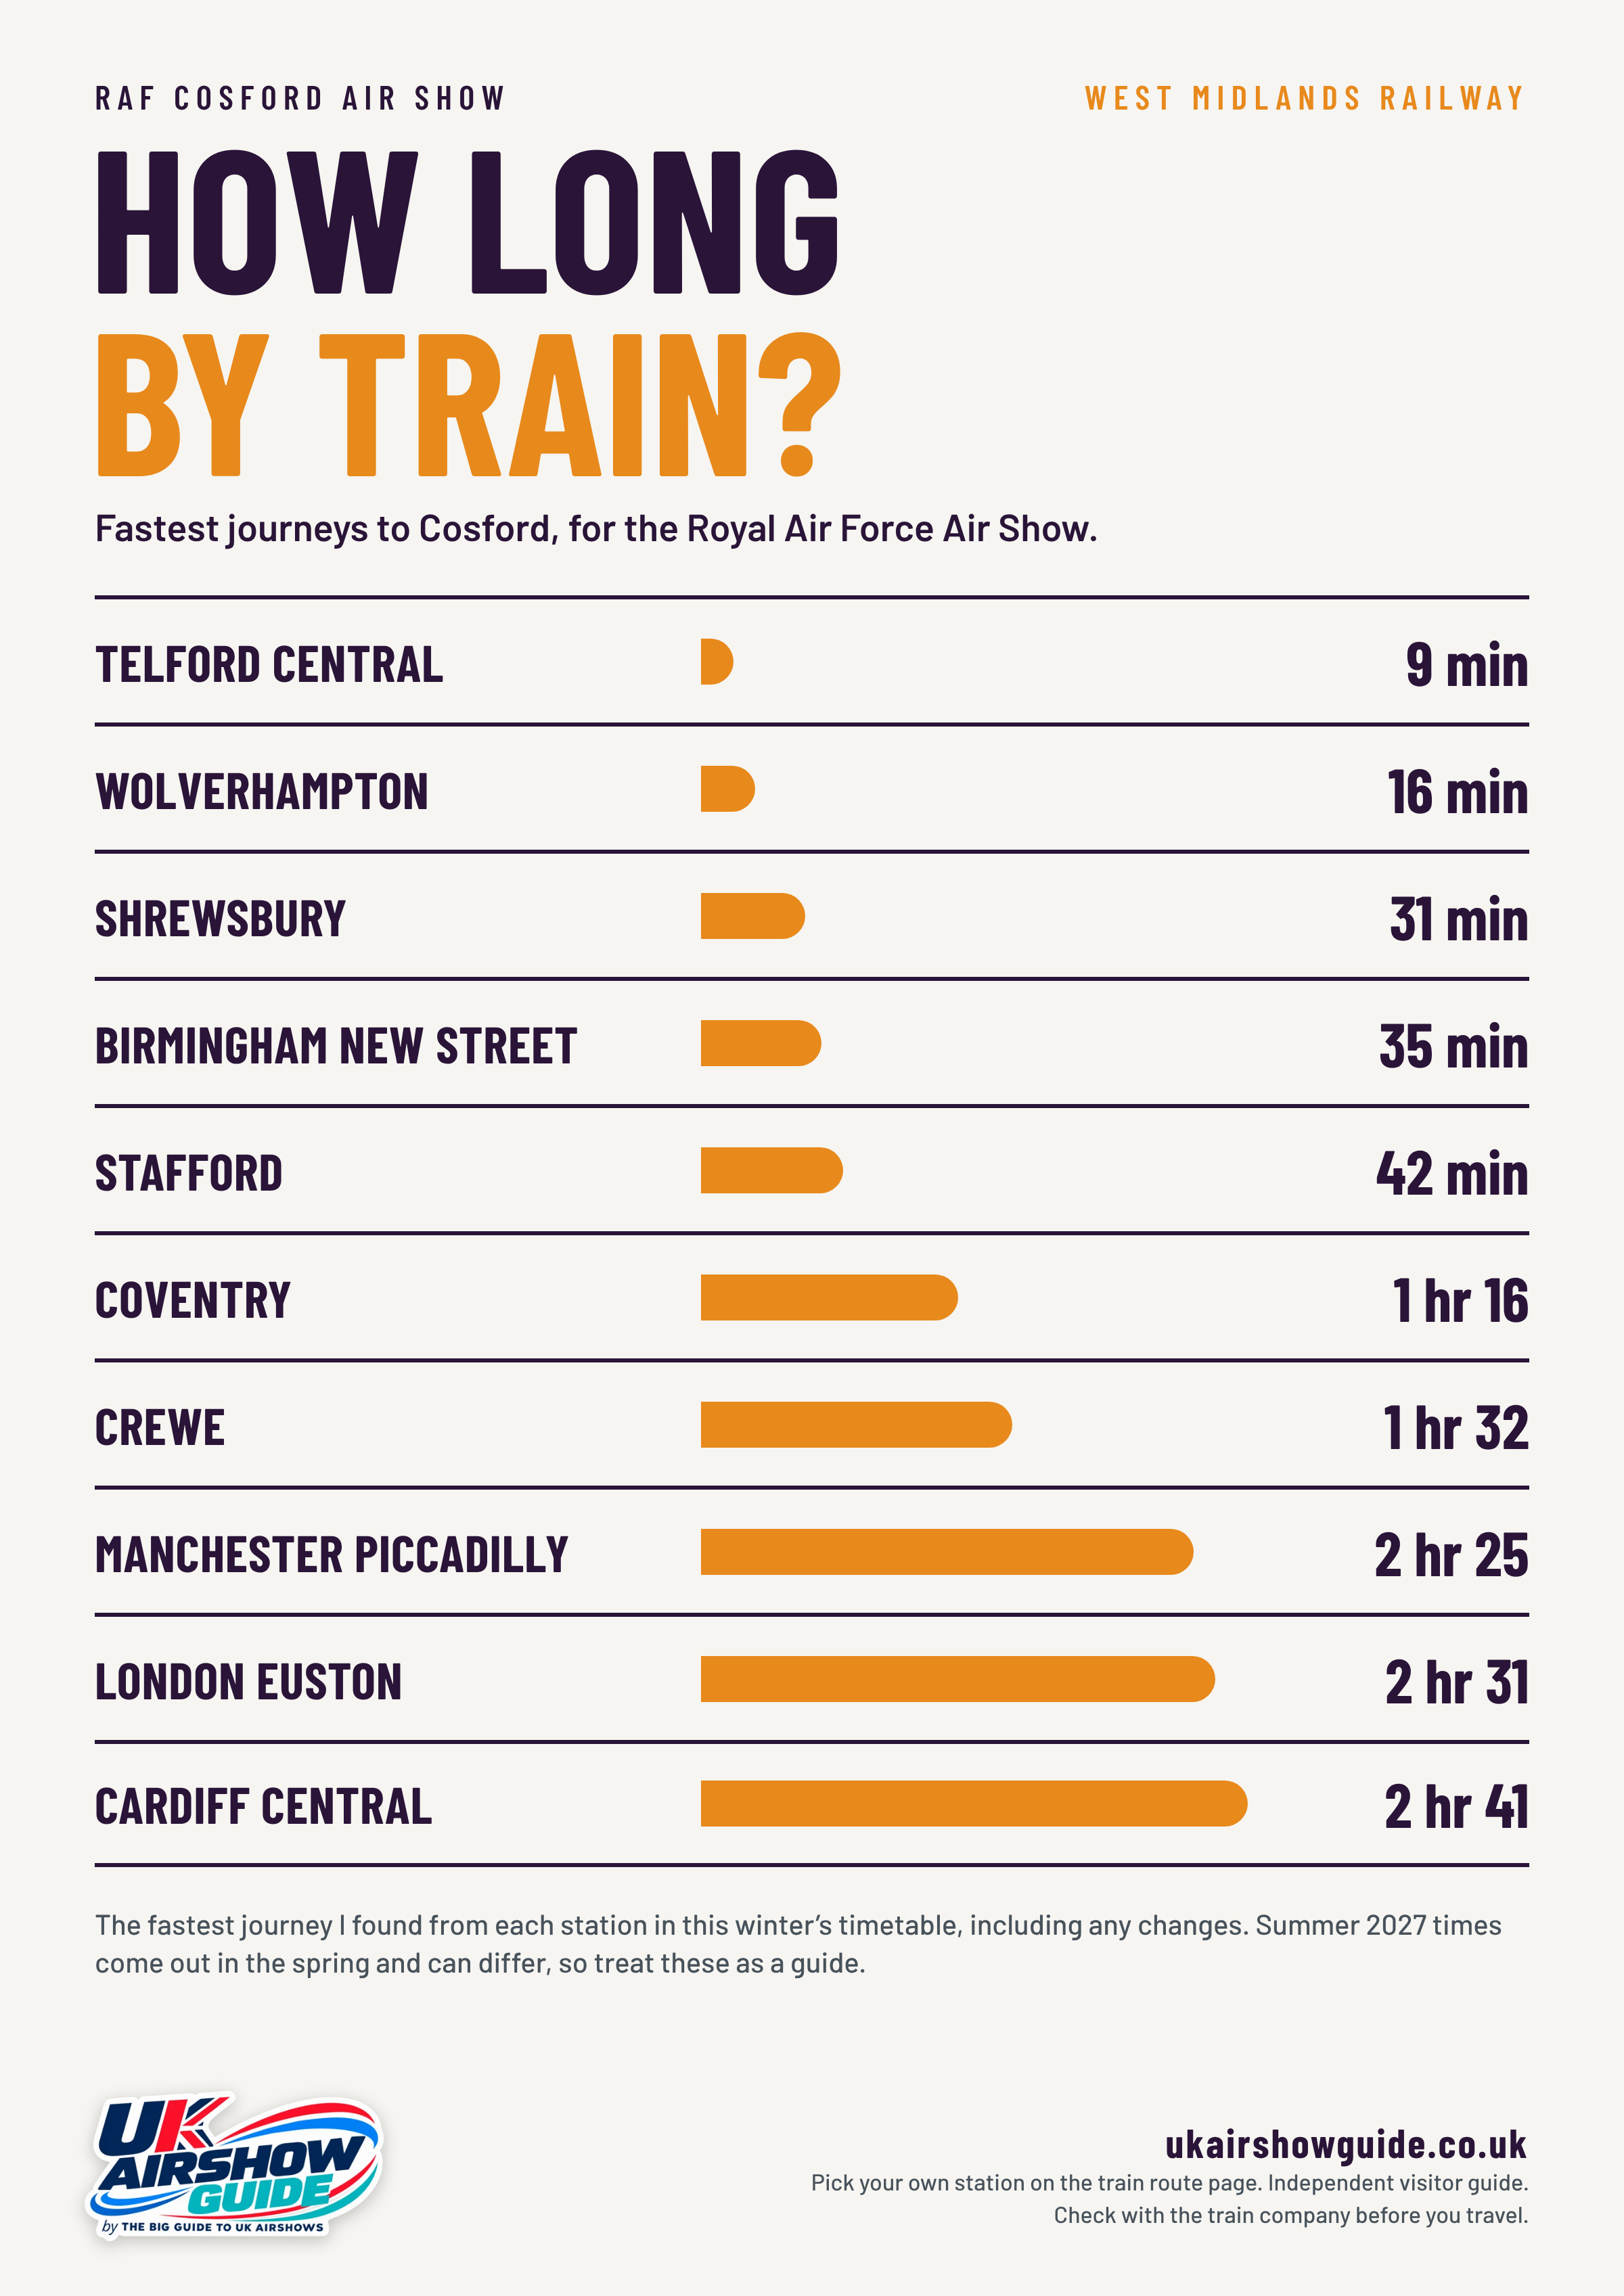 RAF COSFORD AIR SHOW
WEST MIDLANDS RAILWAY
HOW LONG
BY TRAIN?
Fastest journeys to Cosford, for the Royal Air Force Air Show.
TELFORD CENTRAL 9 min
WOLVERHAMPTON 16 min
SHREWSBURY 31 min
BIRMINGHAM NEW STREET 35 min
STAFFORD 42 min
COVENTRY 1 hr 16
CREWE 1 hr 32
MANCHESTER PICCADILLY 2 hr 25
LONDON EUSTON 2 hr 31
CARDIFF CENTRAL 2 hr 41
The fastest journey I found from each station in this winter’s timetable, including any changes. Summer 2027 times
come out in the spring and can differ, so treat these as a guide.
UK
AIRSHOW
GUIDE
by THE BIG GUIDE TO UK AIRSHOWS
ukairshowguide.co.uk
Pick your own station on the train route page. Independent visitor guide.
Check with the train company before you travel.